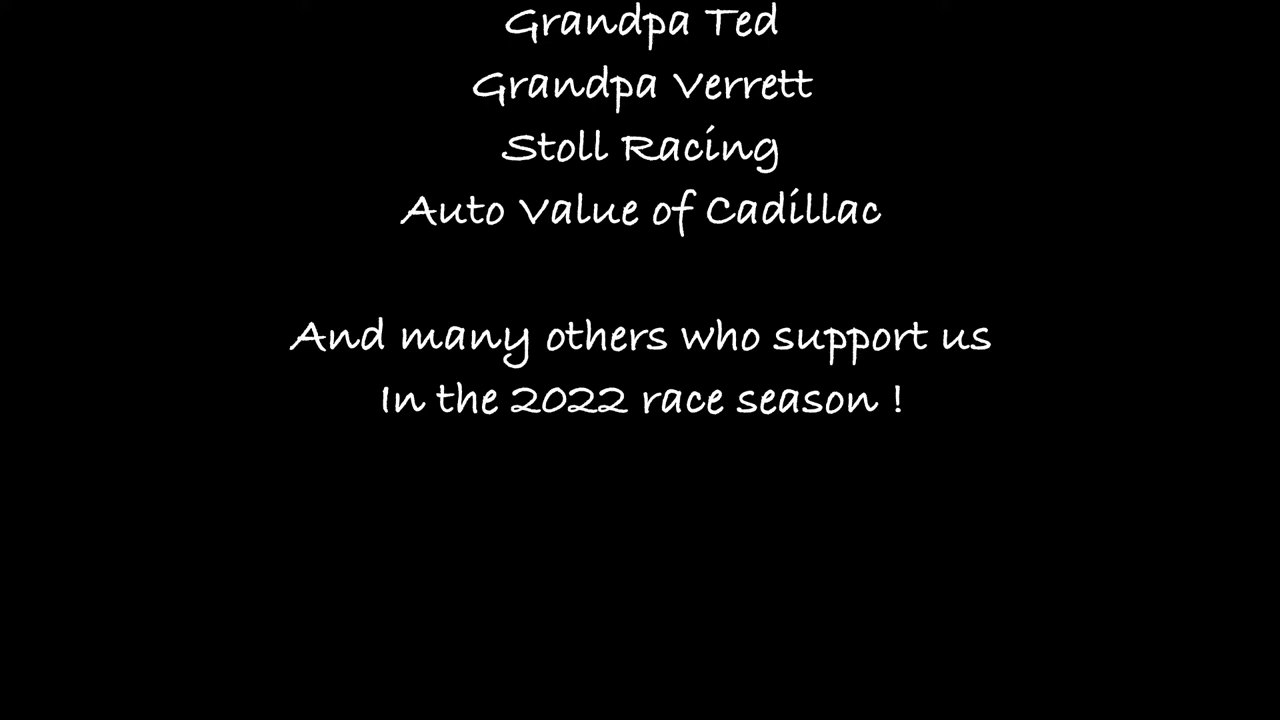 Grandpa Ted
Grandpa Verrett
Stoll Racing
Auto Value of Cadillac
And many others who support us
In the 2022 race season !